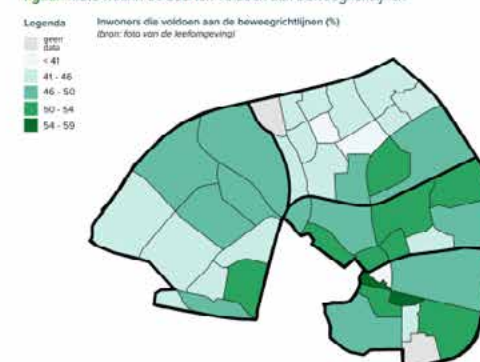 Legenda
Inwoners die voldoen aan de beweegrichtlijnen (%)
(bron: foto van de leefomgeving)
geen
data
< 41
41 - 46
46 - 50
50 - 54
54 - 59